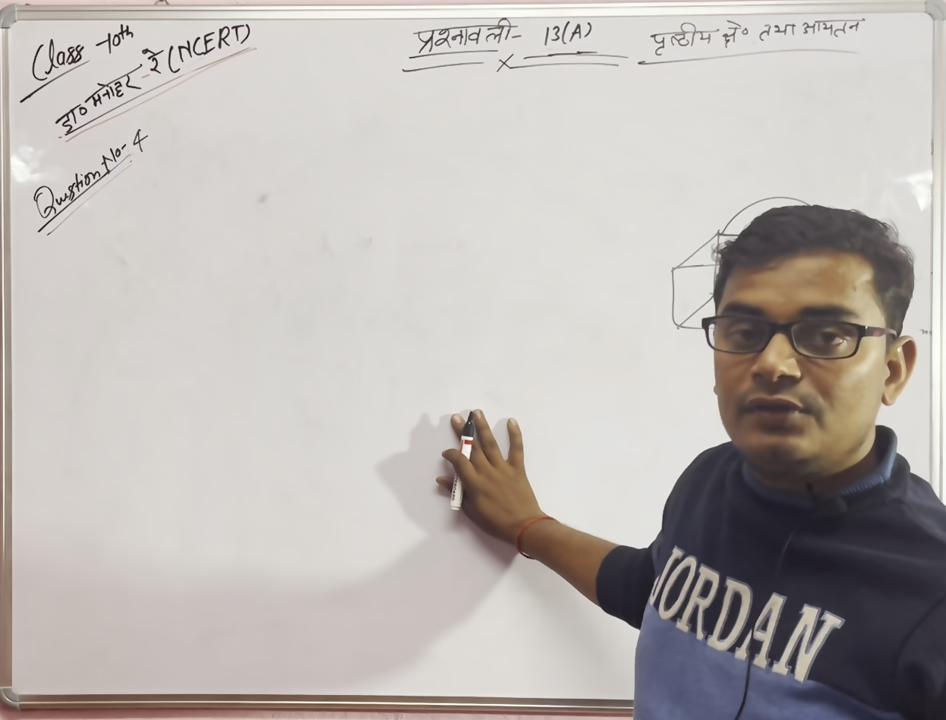 Class - 10th
डा० मनोहर रे (NCERT)
Question No- 4
प्रश्नावली- 13(A)
पृष्ठीय क्षे० तथा आयतन
JORDAN